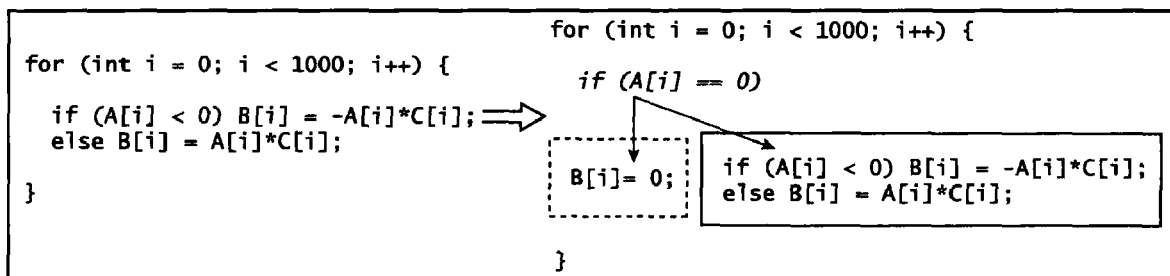 for (int i = 0; i < 1000; i++) {
if (A[i] < 0) B[i] = -A[i]*C[i];
else B[i] = A[i]*C[i];
}
for (int i = 0; i < 1000; i++) {
if (A[i] == 0)
B[i]= 0;
if (A[i] < 0) B[i] = -A[i]*C[i];
else B[i] = A[i]*C[i];
}